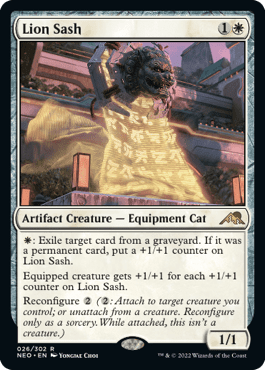 Lion Sash 1
Artifact Creature — Equipment Cat
: Exile target card from a graveyard. If it was
a permanent card, put a +1/+1 counter on
Lion Sash.
Equipped creature gets +1/+1 for each +1/+1
counter on Lion Sash.
Reconfigure 2 (2: Attach to target creature you
control; or unattach from a creature. Reconfigure
only as a sorcery. While attached, this isn't a
creature.)
1/1
026/302 R
NEO • EN YONGJAE CHOI ™ & © 2022 Wizards of the Coast